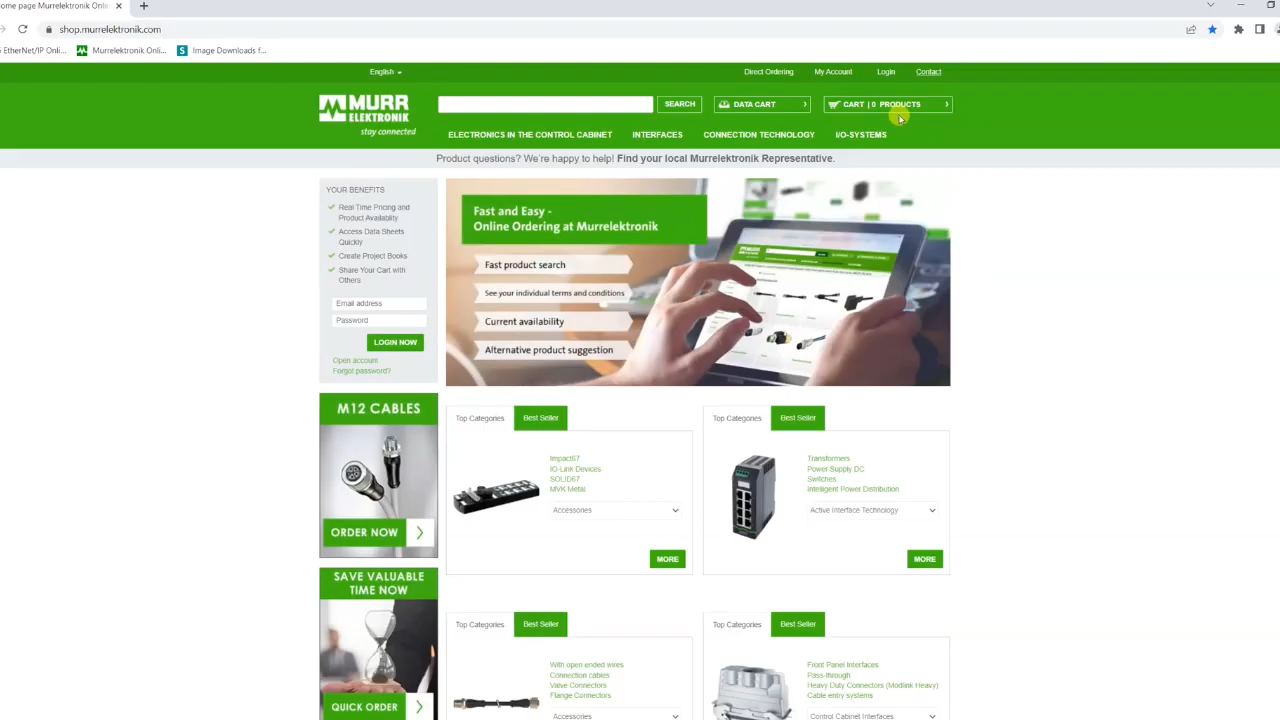 ome page Murrelektronik Onli
shop.murrelektronik.com
EtherNet/IP Onli...
Murrelektronik Onli...
Image Downloads f...
English
Direct Ordering
My Account
Login
Contact
MURR
ELEKTRONIK
stay connected
SEARCH
DATA CART
CART | 0 PRODUCTS
ELECTRONICS IN THE CONTROL CABINET
INTERFACES
CONNECTION TECHNOLOGY
I/O-SYSTEMS
Product questions? We're happy to help! Find your local Murrelektronik Representative.
YOUR BENEFITS
Real Time Pricing and
Product Availablity
Access Data Sheets
Quickly
Create Project Books
Share Your Cart with
Others
Email address
Password
LOGIN NOW
Open account
Forgot password?
Fast and Easy -
Online Ordering at Murrelektronik
Fast product search
See your individual terms and conditions
Current availability
Alternative product suggestion
M12 CABLES
ORDER NOW
SAVE VALUABLE
TIME NOW
QUICK ORDER
Top Categories
Best Seller
Impact67
IO-Link Devices
SOLID67
MVK Metal
Accessories
MORE
Top Categories
Best Seller
Transformers
Power Supply DC
Switches
Intelligent Power Distribution
Active Interface Technology
MORE
Top Categories
Best Seller
With open ended wires
Connection cables
Valve Connectors
Flange Connectors
Accessories
Top Categories
Best Seller
Front Panel Interfaces
Pass-through
Heavy Duty Connectors (Modlink Heavy)
Cable entry systems
Control Cabinet Interfaces